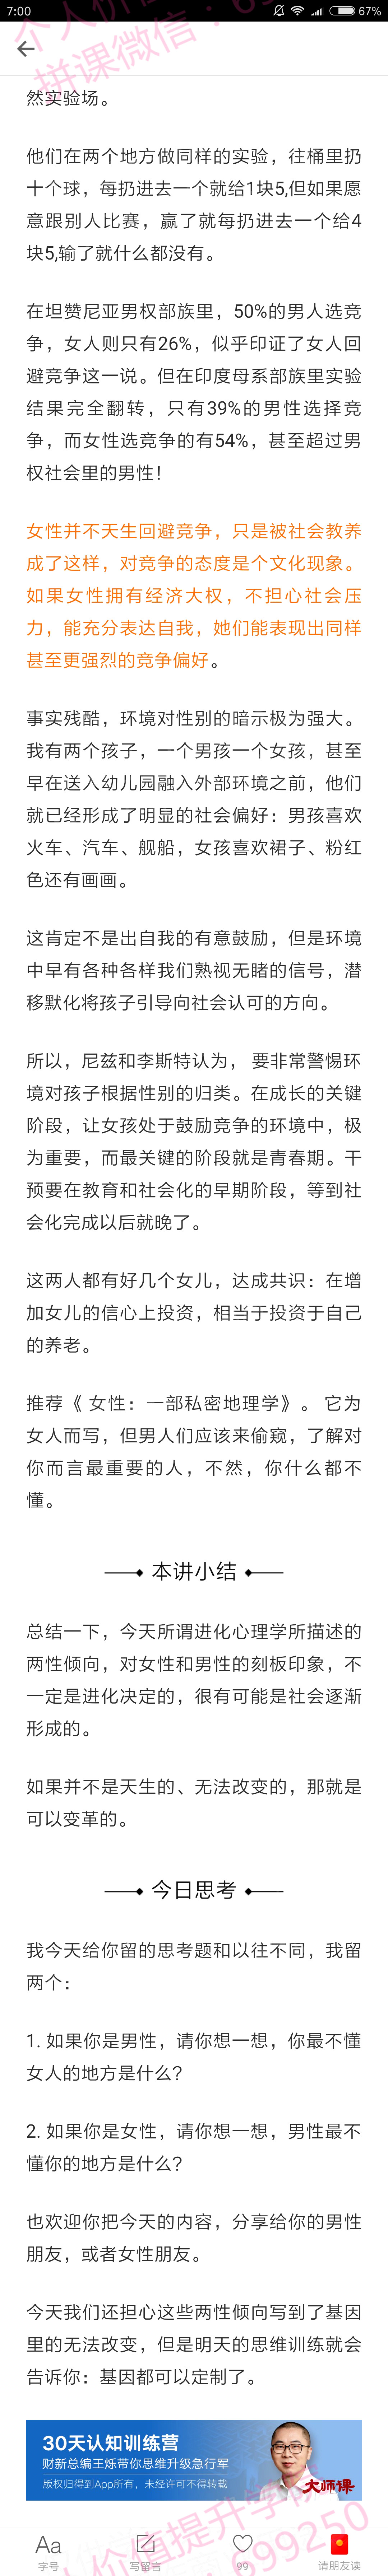 7:00
67%
拼课微信：
然实验场。
他们在两个地方做同样的实验，往桶里扔
十个球，每扔进去一个就给1块5,但如果愿
意跟别人比赛，赢了就每扔进去一个给4
块5,输了就什么都没有。
在坦赞尼亚男权部族里，50%的男人选竞
争，女人则只有26%，似乎印证了女人回
避竞争这一说。但在印度母系部族里实验
结果完全翻转，只有39%的男性选择竞
争，而女性选竞争的有54%，甚至超过男
权社会里的男性！
女性并不天生回避竞争，只是被社会教养
成了这样，对竞争的态度是个文化现象。
如果女性拥有经济大权，不担心社会压
力，能充分表达自我，她们能表现出同样
甚至更强烈的竞争偏好。
事实残酷，环境对性别的暗示极为强大。
我有两个孩子，一个男孩一个女孩，甚至
早在送入幼儿园融入外部环境之前，他们
就已经形成了明显的社会偏好：男孩喜欢
火车、汽车、舰船，女孩喜欢裙子、粉红
色还有画画。
这肯定不是出自我的有意鼓励，但是环境
中早有各种各样我们熟视无睹的信号，潜
移默化将孩子引导向社会认可的方向。
所以，尼兹和李斯特认为， 要非常警惕环
境对孩子根据性别的归类。在成长的关键
阶段，让女孩处于鼓励竞争的环境中，极
为重要，而最关键的阶段就是青春期。干
预要在教育和社会化的早期阶段，等到社
会化完成以后就晚了。
这两人都有好几个女儿，达成共识：在增
加女儿的信心上投资，相当于投资于自己
的养老。
推荐《 女性：一部私密地理学》。 它为
女人而写，但男人们应该来偷窥，了解对
你而言最重要的人，不然，你什么都不
懂。
本讲小结
总结一下，今天所谓进化心理学所描述的
两性倾向，对女性和男性的刻板印象，不
一定是进化决定的，很有可能是社会逐渐
形成的。
如果并不是天生的、无法改变的，那就是
可以变革的。
今日思考
我今天给你留的思考题和以往不同，我留
两个：
1. 如果你是男性，请你想一想，你最不懂
女人的地方是什么？
2. 如果你是女性，请你想一想，男性最不
懂你的地方是什么？
也欢迎你把今天的内容，分享给你的男性
朋友，或者女性朋友。
今天我们还担心这些两性倾向写到了基因
里的无法改变，但是明天的思维训练就会
告诉你：基因都可以定制了。
30天认知训练营
财新总编王烁带你思维升级急行军
版权归得到App所有，未经许可不得转载
大师课
价值提升学
699250
Aa
字号
写留言
99
请朋友读